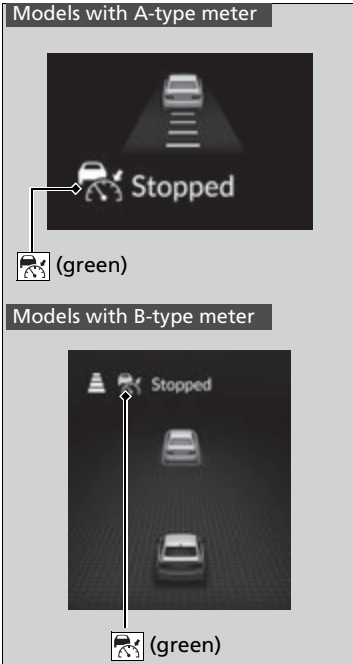 Models with A-type meter
Stopped
(green)
Models with B-type meter
Stopped
(green)